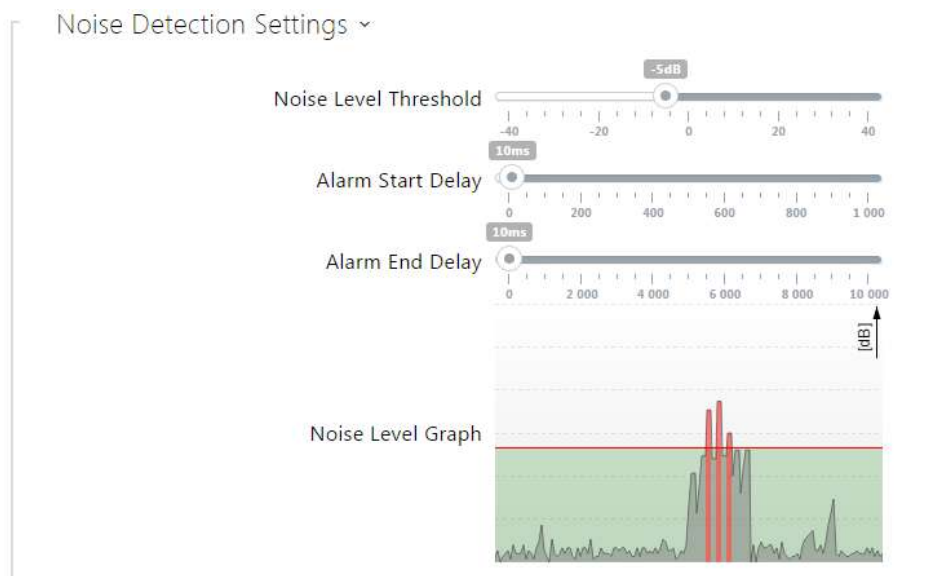 Noise Detection Settings
-5dB
Noise Level Threshold
-40 -20 0 20 40
10ms
Alarm Start Delay
0 200 400 600 800 1 000
10ms
Alarm End Delay
0 2 000 4 000 6 000 8 000 10 000
[dB]
Noise Level Graph